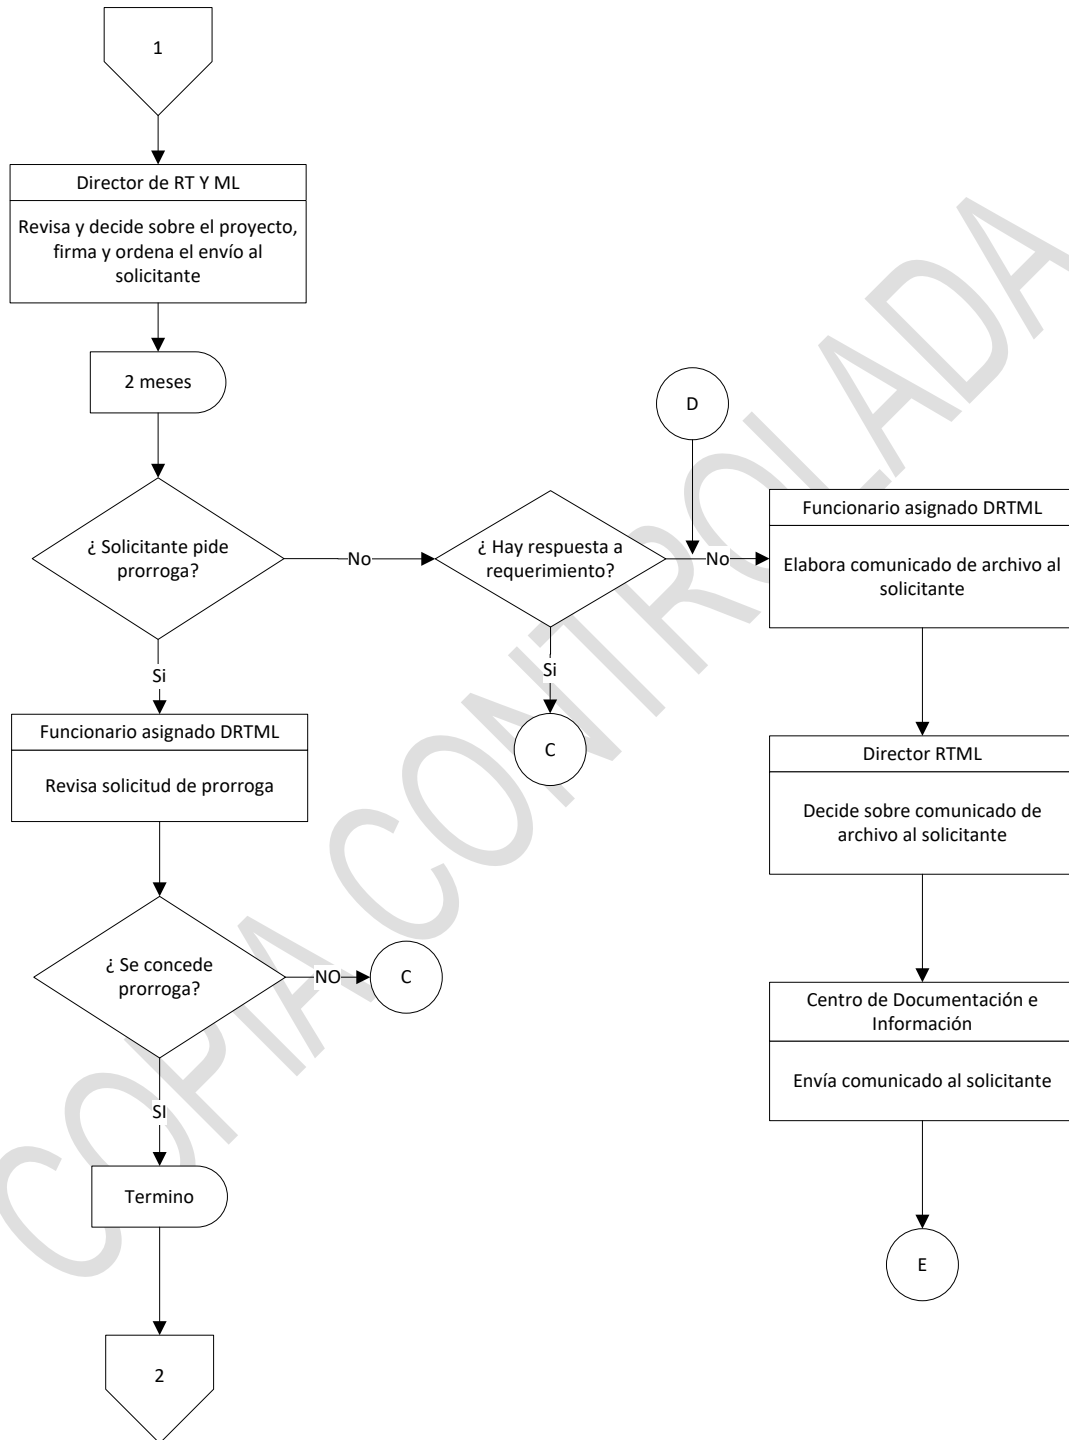 1
Director de RT Y ML
Revisa y decide sobre el proyecto,
firma y ordena el envío al
solicitante
2 meses
D
¿ Solicitante pide
prorroga?
No
¿ Hay respuesta a
requerimiento?
No
Funcionario asignado DRTML
Elabora comunicado de archivo al
solicitante
Si
Si
C
Funcionario asignado DRTML
Revisa solicitud de prorroga
Director RTML
Decide sobre comunicado de
archivo al solicitante
¿ Se concede
prorroga?
NO
C
Centro de Documentación e
Información
Envía comunicado al solicitante
SI
Termino
E
2
COPIA CONTROLADA